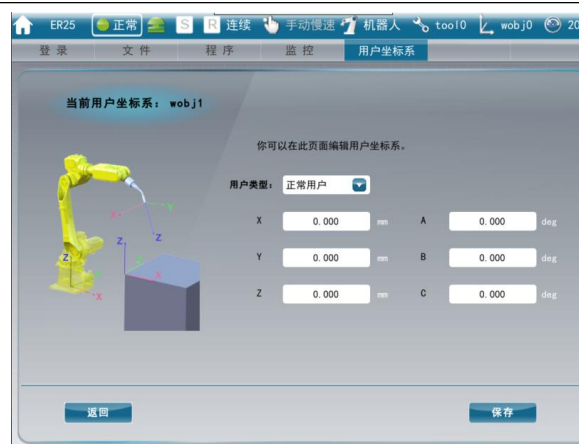 ER25 正常 S R 连续 手动慢速 机器人 tool0 wobj0 20
登录 文件 程序 监控 用户坐标系
当前用户坐标系： wobj1
你可以在此页面编辑用户坐标系。
用户类型： 正常用户
X 0.000 mm A 0.000 deg
Y 0.000 mm B 0.000 deg
Z 0.000 mm C 0.000 deg
X Y
Z
Z Z
Y
X
X
返回 保存